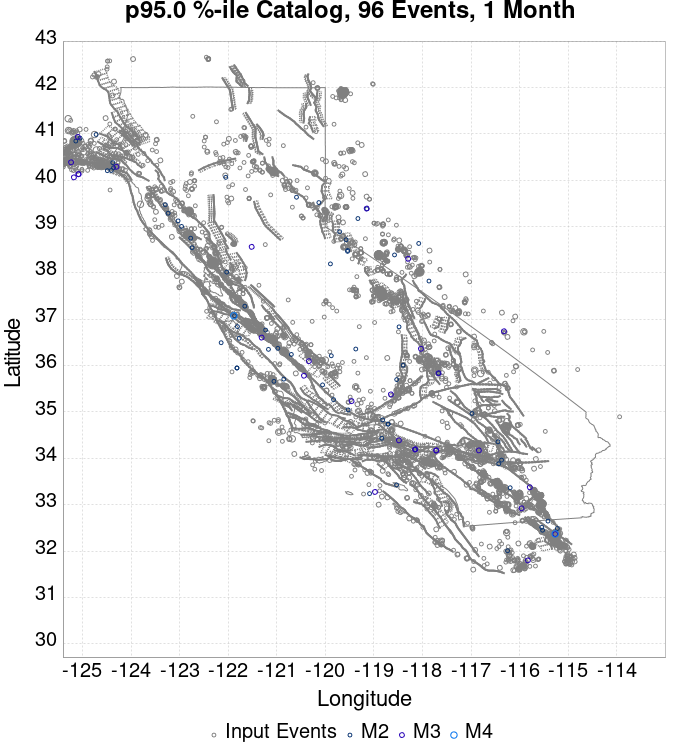 p95.0 %-ile Catalog, 96 Events, 1 Month
43
42
41
40
39
38
37
36
35
34
33
32
31
30
Latitude
-125 -124 -123 -122 -121 -120 -119 -118 -117 -116 -115 -114
Longitude
Input Events M2 M3 M4